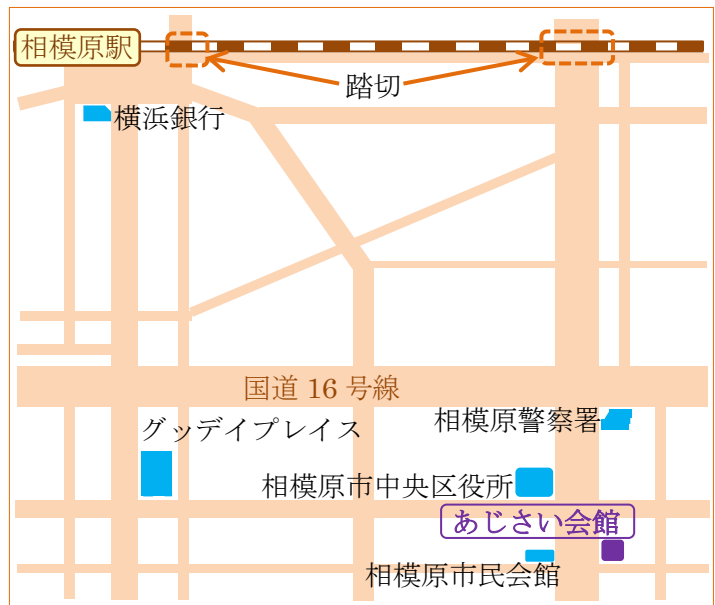 相模原駅
踏切
横浜銀行
国道 16 号線
相模原警察署
グッデイプレイス
相模原市中央区役所
あじさい会館
相模原市民会館